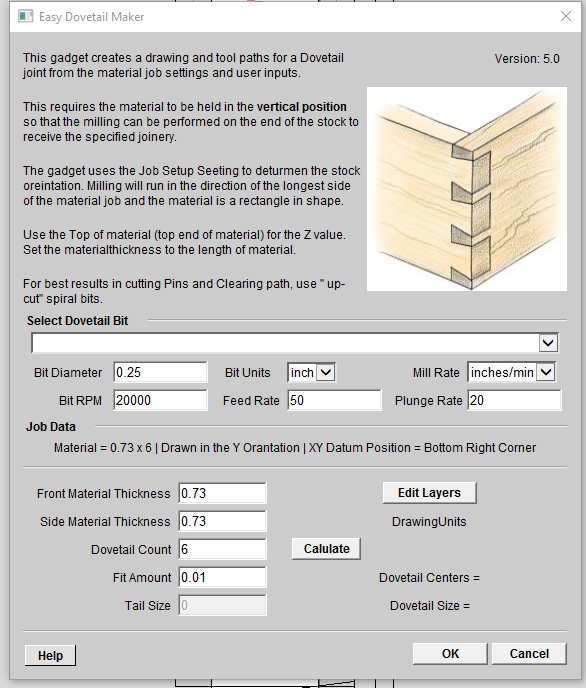 Easy Dovetail Maker
This gadget creates a drawing and tool paths for a Dovetail
joint from the material job settings and user inputs.
Version: 5.0
This requires the material to be held in the vertical position
so that the milling can be performed on the end of the stock to
receive the specified joinery.
The gadget uses the Job Setup Seeting to deturmen the stock
oreintation. Milling will run in the direction of the longest side
of the material job and the material is a rectangle in shape.
Use the Top of material (top end of material) for the Z value.
Set the materialthickness to the length of material.
For best results in cutting Pins and Clearing path, use " up-
cut" spiral bits.
Select Dovetail Bit
Bit Diameter 0.25 Bit Units inch Mill Rate inches/min
Bit RPM 20000 Feed Rate 50 Plunge Rate 20
Job Data
Material = 0.73 x 6 | Drawn in the Y Orantation | XY Datum Position = Bottom Right Corner
Front Material Thickness 0.73 Edit Layers
Side Material Thickness 0.73 DrawingUnits
Dovetail Count 6 Calulate
Fit Amount 0.01 Dovetail Centers =
Tail Size 0 Dovetail Size =
Help OK Cancel